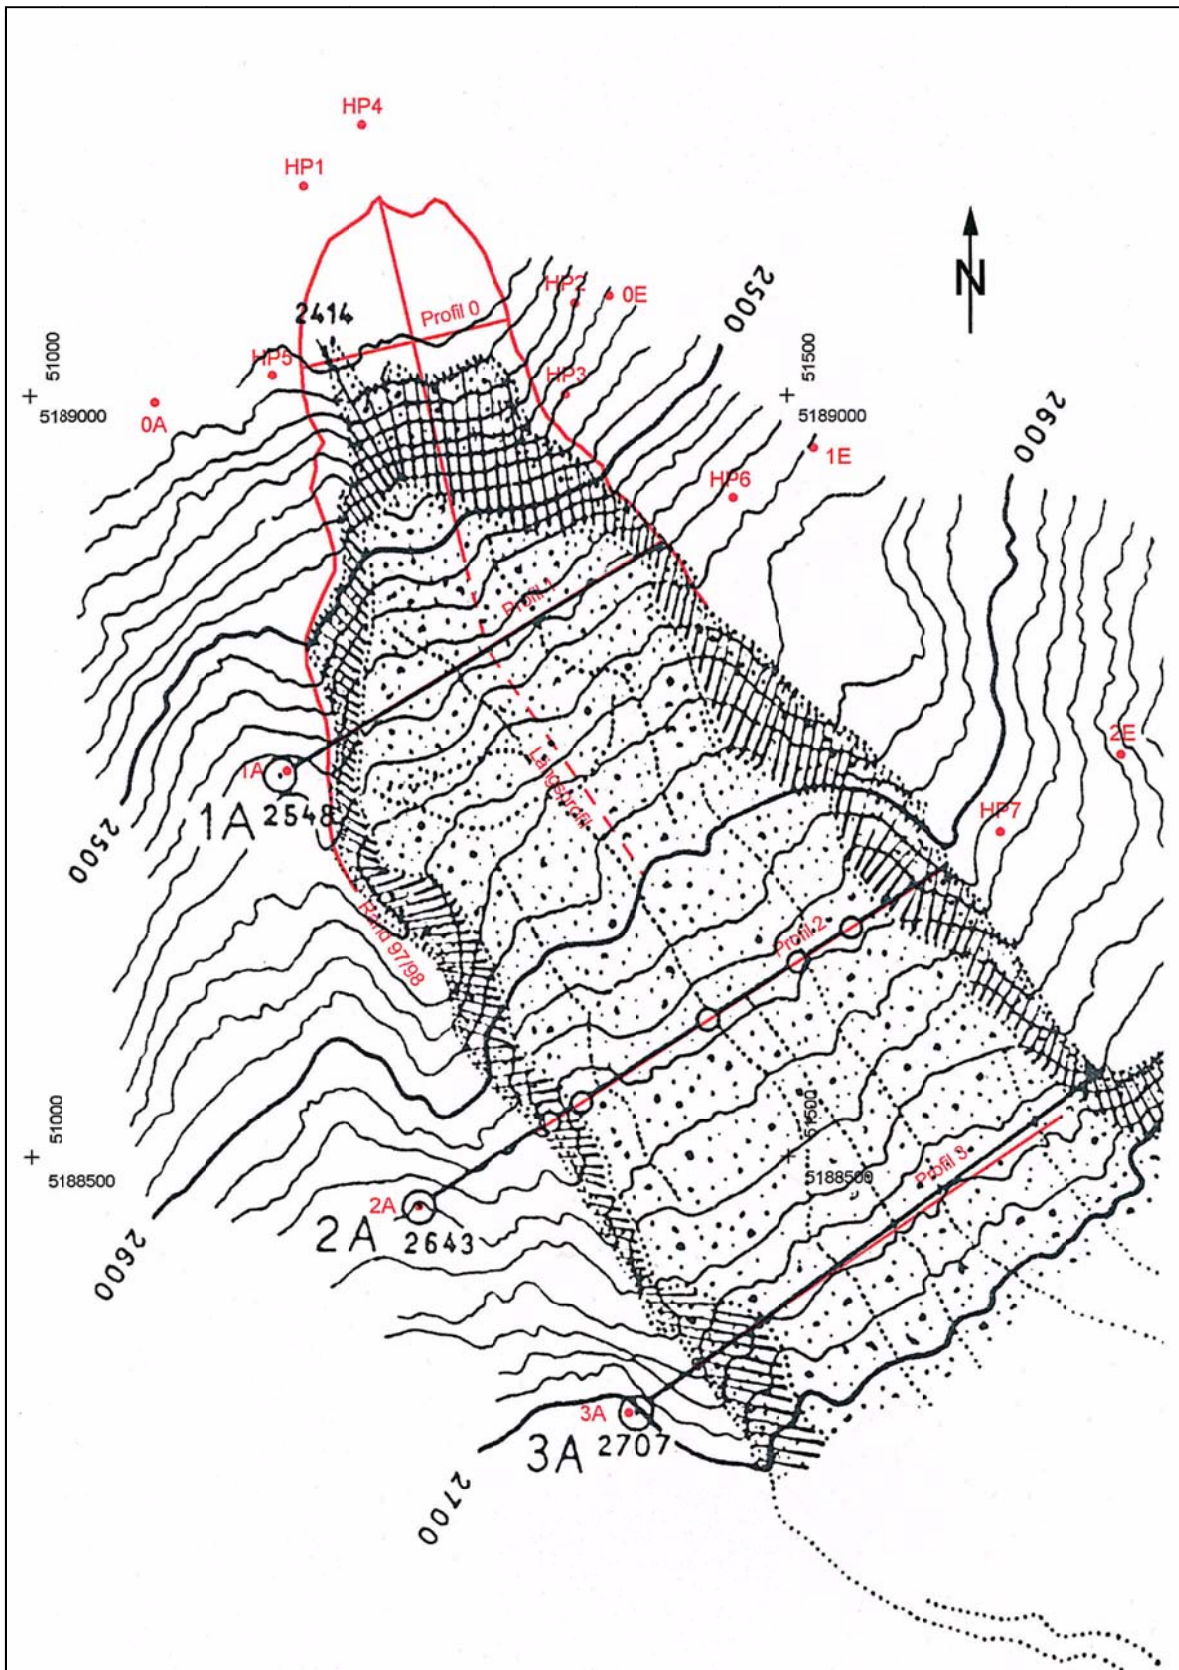 HP4
HP1
HP2
0E
2500
N
Profil 0
2414
51000
51500
HP5
HP3
5189000
5189000
0A
2600
1E
HP6
Profil 1
2E
Längsprofil
1A
HP7
1A 2548
2500
Rand 97/98
Profil 2
51000
51500
5188500
5188500
Profil 3
2A
2A 2643
2600
3A
3A 2707
2700